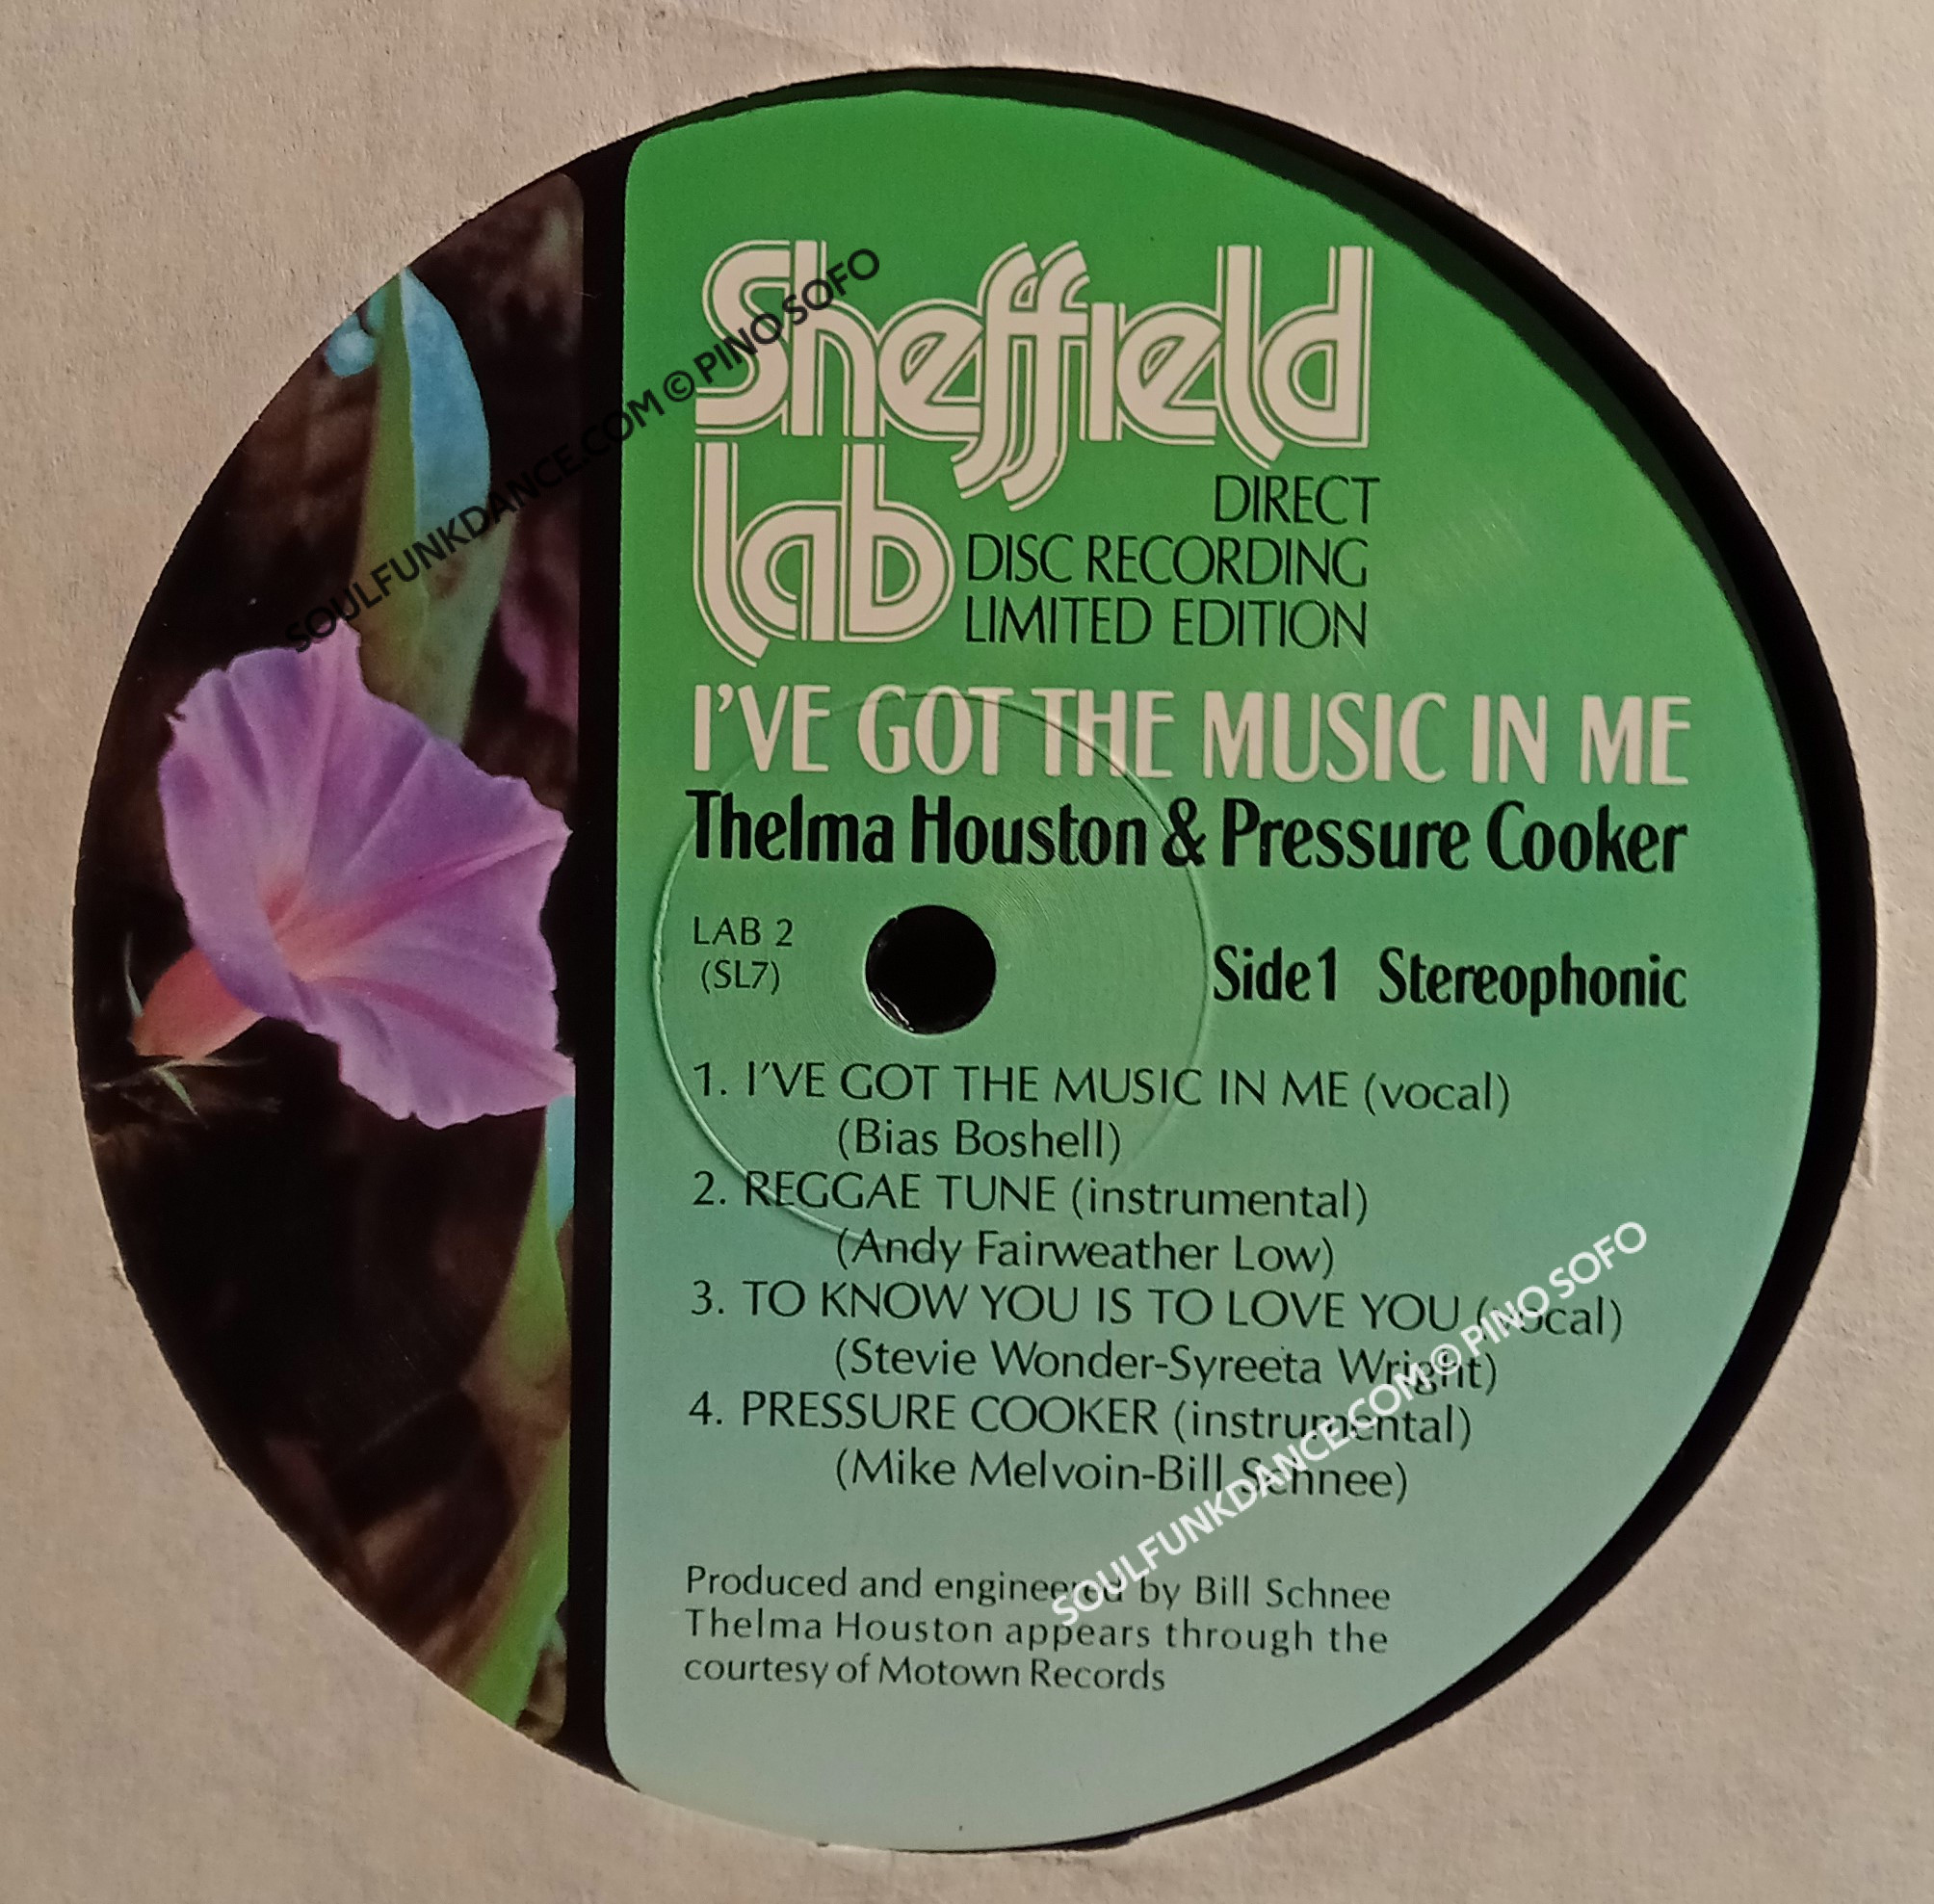 Sheffield
lab
DIRECT
DISC RECORDING
LIMITED EDITION
I'VE GOT THE MUSIC IN ME
Thelma Houston & Pressure Cooker
LAB 2
(SL7)
Side 1 Stereophonic
1. I'VE GOT THE MUSIC IN ME (vocal)
(Bias Boshell)
2. REGGAE TUNE (instrumental)
(Andy Fairweather Low)
3. TO KNOW YOU IS TO LOVE YOU (vocal)
(Stevie Wonder-Syreeta Wright)
4. PRESSURE COOKER (instrumental)
(Mike Melvoin-Bill Schnee)
Produced and engineered by Bill Schnee
Thelma Houston appears through the
courtesy of Motown Records
SOULFUNKDANCE.COM © PINO SOFO
SOULFUNKDANCE.COM © PINO SOFO